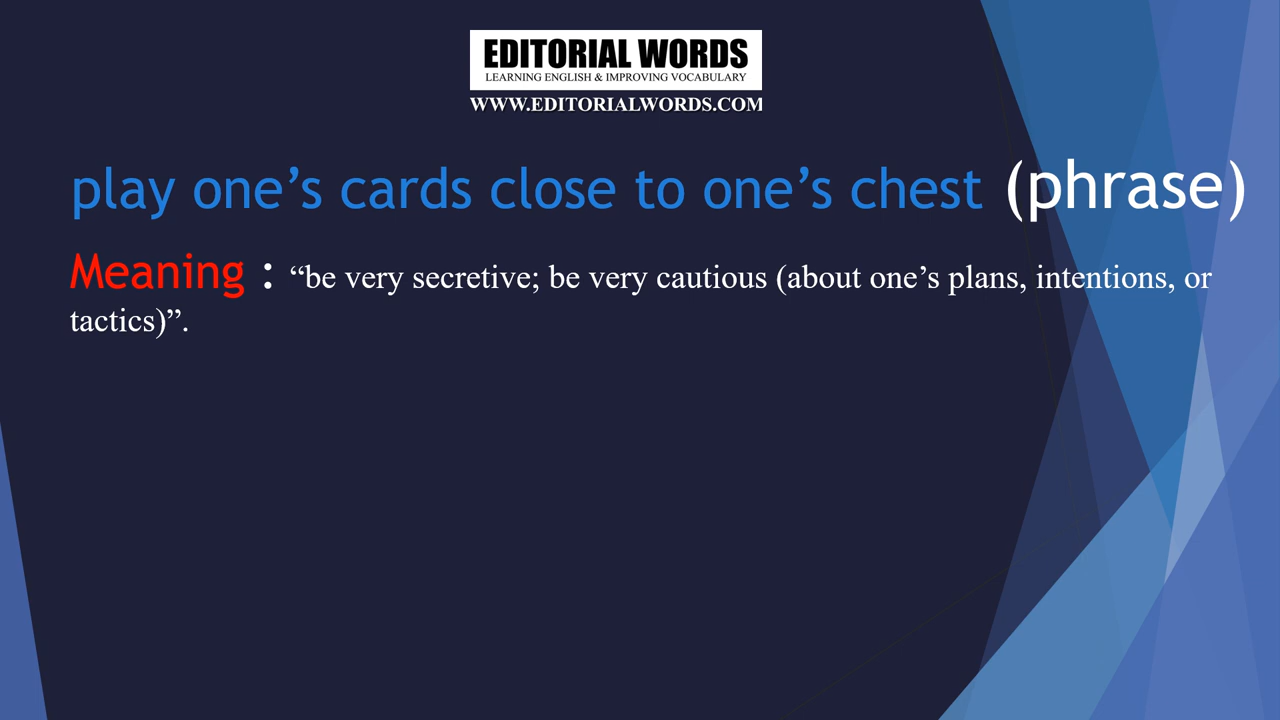 EDITORIAL WORDS
LEARNING ENGLISH & IMPROVING VOCABULARY
WWW.EDITORIALWORDS.COM
play one’s cards close to one’s chest (phrase)
Meaning : “be very secretive; be very cautious (about one’s plans, intentions, or
tactics)”.